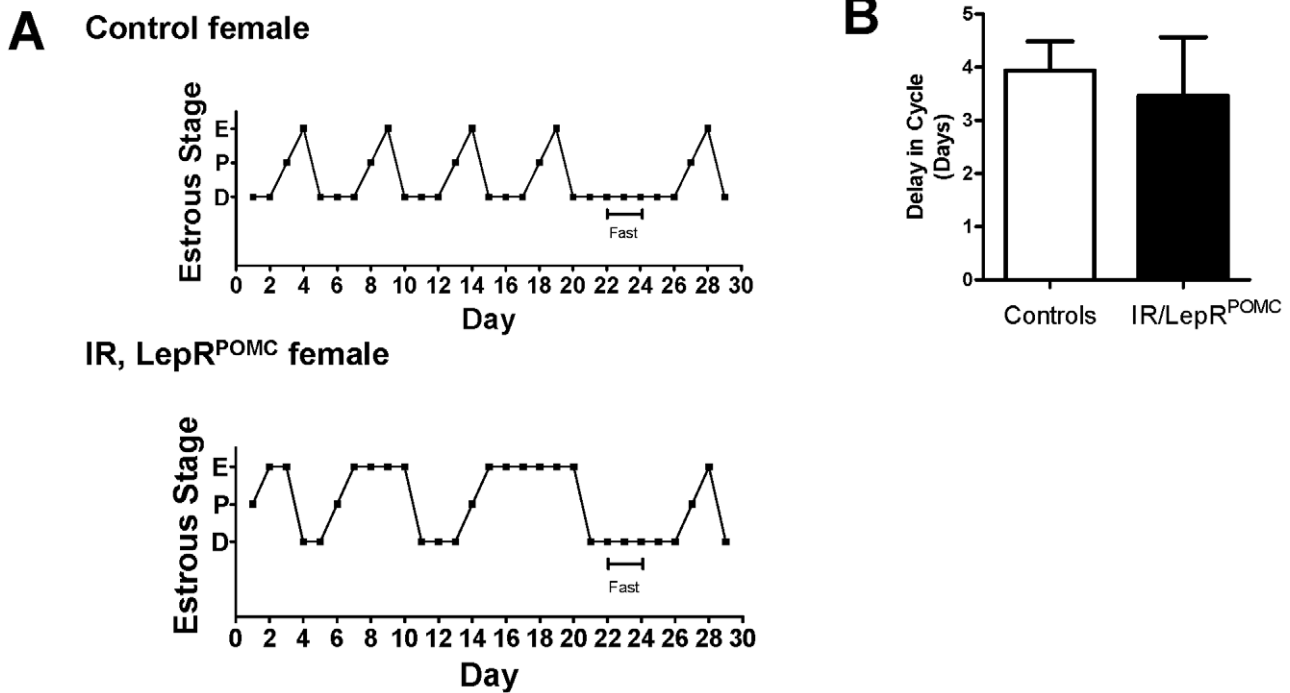 A
Control female
Estrous Stage
E
P
D
Fast
0 2 4 6 8 10 12 14 16 18 20 22 24 26 28 30
Day
IR, LepR^POMC female
Estrous Stage
E
P
D
Fast
0 2 4 6 8 10 12 14 16 18 20 22 24 26 28 30
Day
B
Delay in Cycle
(Days)
5
4
3
2
1
0
Controls IR/LepR^POMC